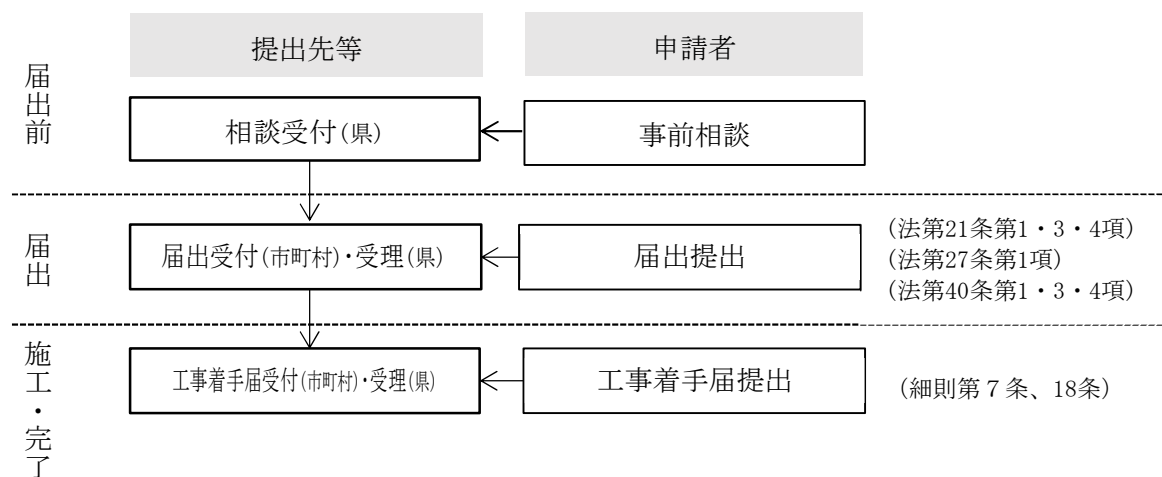 提出先等
申請者
届出前
相談受付(県)
事前相談
届出
届出受付(市町村)・受理(県)
届出提出
(法第21条第1・3・4項)
(法第27条第1項)
(法第40条第1・3・4項)
施工・完了
工事着手届受付(市町村)・受理(県)
工事着手届提出
(細則第７条、18条)